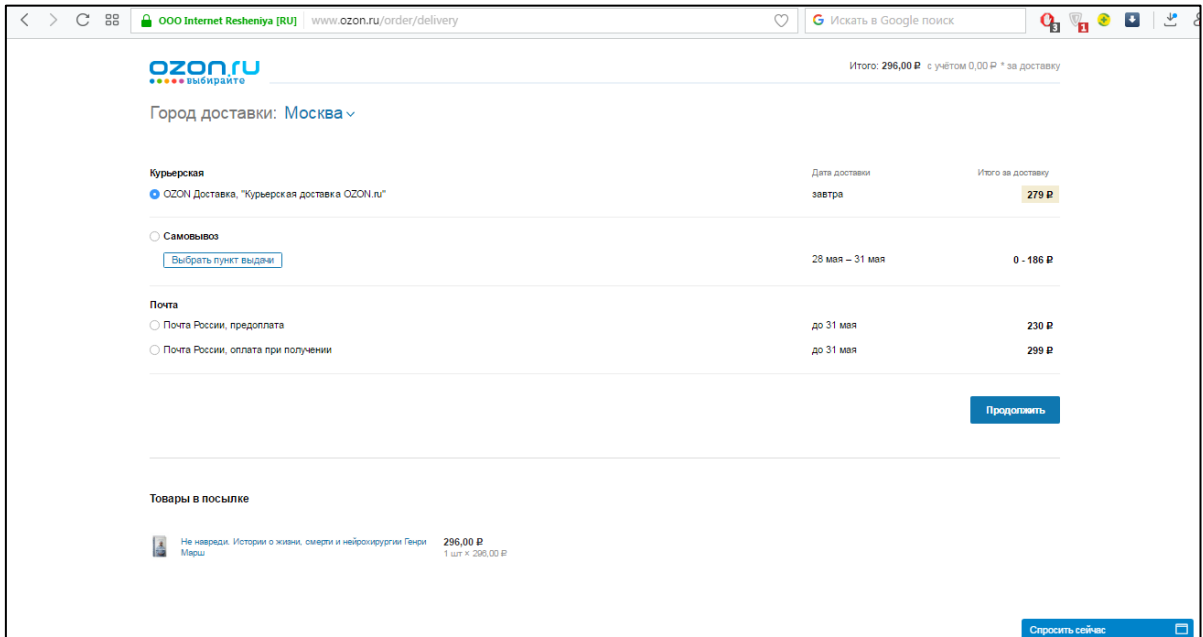 ООО Internet Resheniya [RU] www.ozon.ru/order/delivery Искать в Google поиск 3 1
ozon.ru
выбирайте
Итого: 296,00 ₽ с учётом 0,00 ₽ * за доставку
Город доставки: Москва
Курьерская Дата доставки Итого за доставку
OZON Доставка, "Курьерская доставка OZON.ru" завтра 279 ₽
Самовывоз
Выбрать пункт выдачи 28 мая – 31 мая 0 - 186 ₽
Почта
Почта России, предоплата до 31 мая 230 ₽
Почта России, оплата при получении до 31 мая 299 ₽
Продолжить
Товары в посылке
Не навреди. Истории о жизни, смерти и нейрохирургии Генри 296,00 ₽
Марш 1 шт × 296,00 ₽
Спросить сейчас